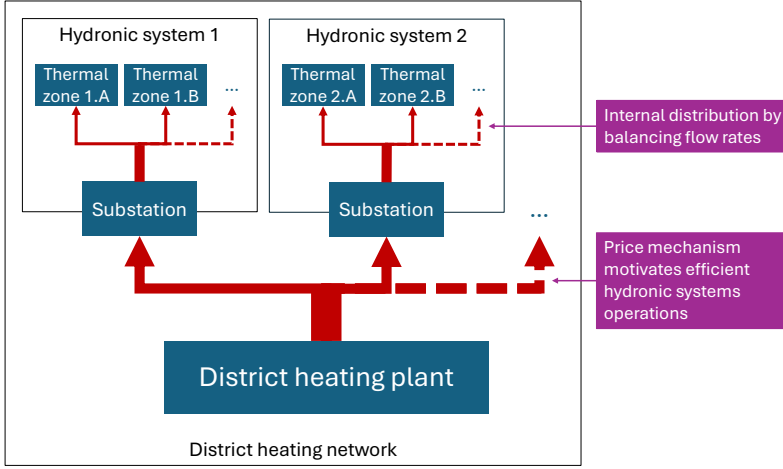 Hydronic system 1
Hydronic system 2
Thermal
zone 1.A
Thermal
zone 1.B
...
Thermal
zone 2.A
Thermal
zone 2.B
...
Internal distribution by
balancing flow rates
Substation
Substation
...
Price mechanism
motivates efficient
hydronic systems
operations
District heating plant
District heating network